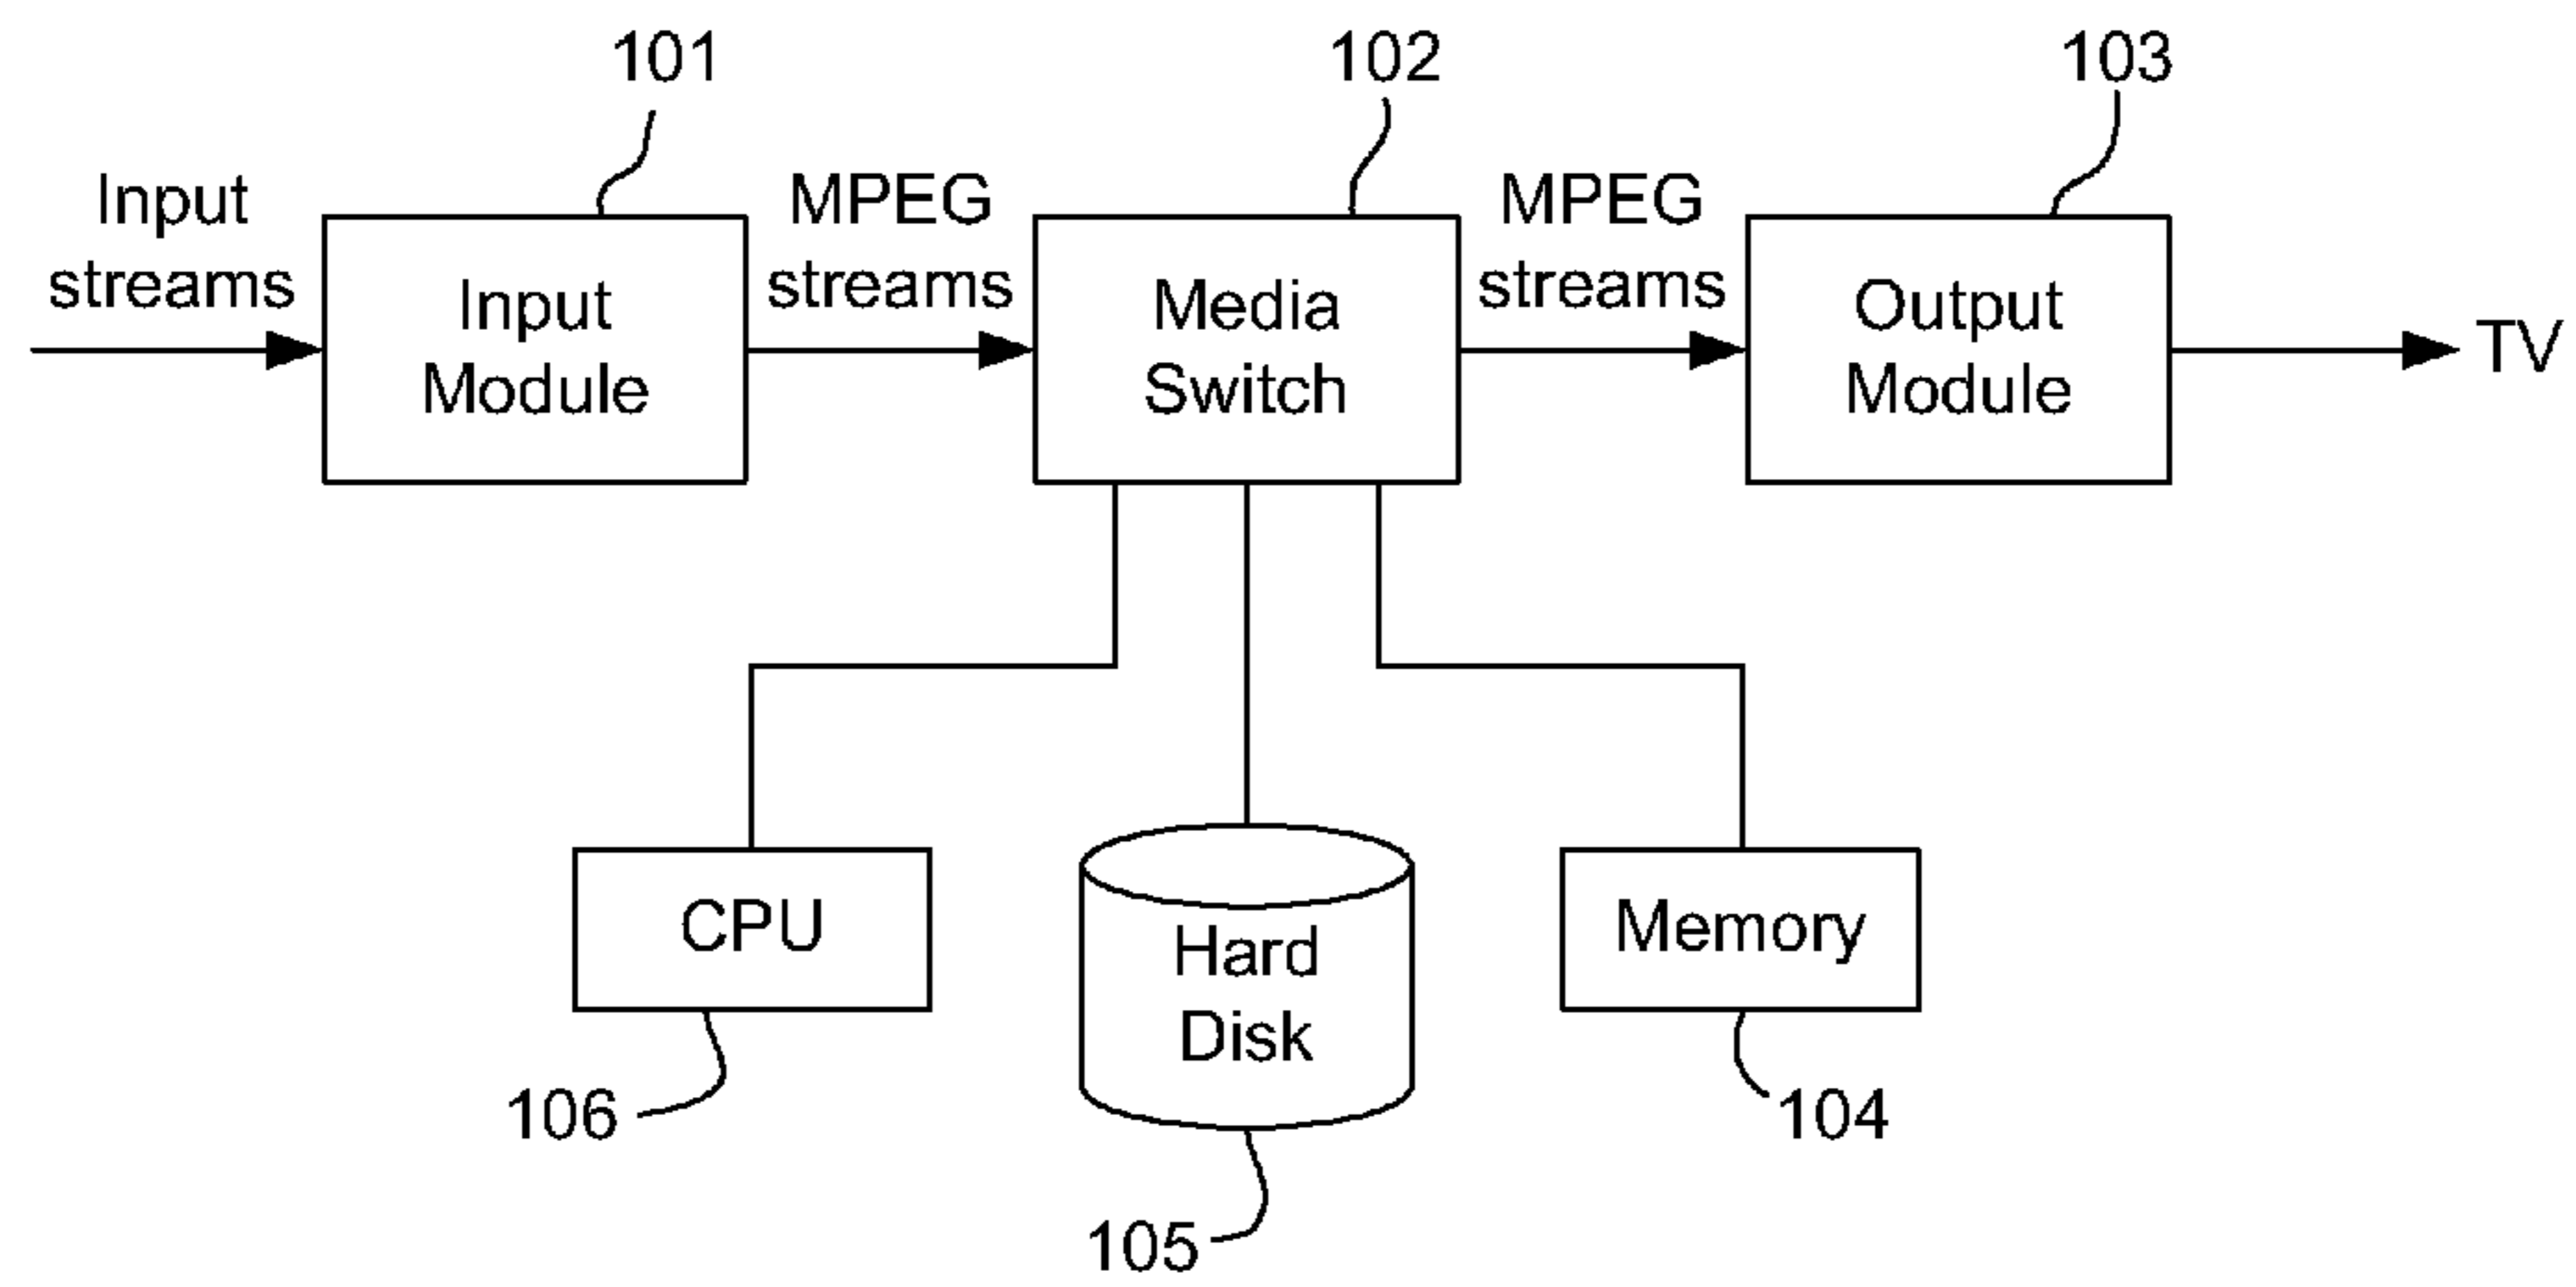 101
102
103
Input
streams
Input
Module
MPEG
streams
Media
Switch
MPEG
streams
Output
Module
TV
CPU
Hard
Disk
Memory
106
105
104